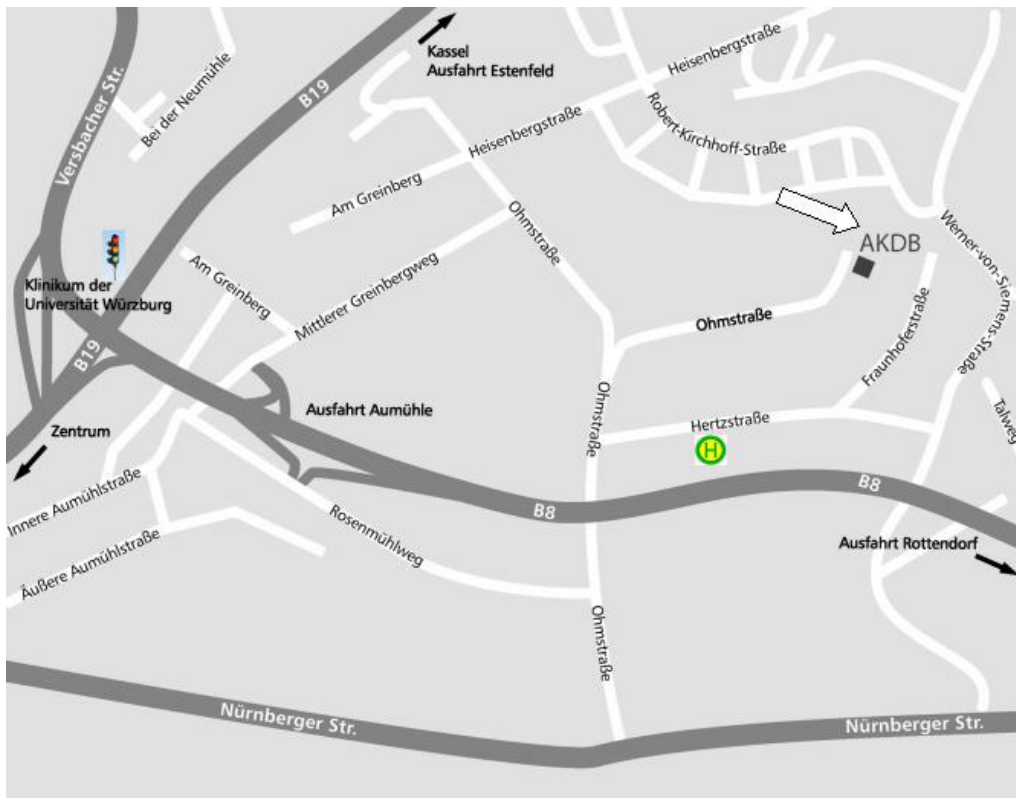 Kassel
Ausfahrt Estenfeld
Heisenbergstraße
Versbacher Str.
Bei der Neumühle
B19
Robert-Kirchhoff-Straße
Heisenbergstraße
Am Greinberg
Ohmstraße
Werner-von-Siemens-Straße
AKDB
Klinikum der
Universität Würzburg
Am Greinberg
Mittlerer Greinbergweg
Ohmstraße
Fraunhoferstraße
B19
Ausfahrt Aumühle
Ohmstraße
Hertzstraße
Talweg
H
Zentrum
Innere Aumühlstraße
Rosenmühlweg
B8
B8
Ausfahrt Rottendorf
Äußere Aumühlstraße
Ohmstraße
Nürnberger Str.
Nürnberger Str.